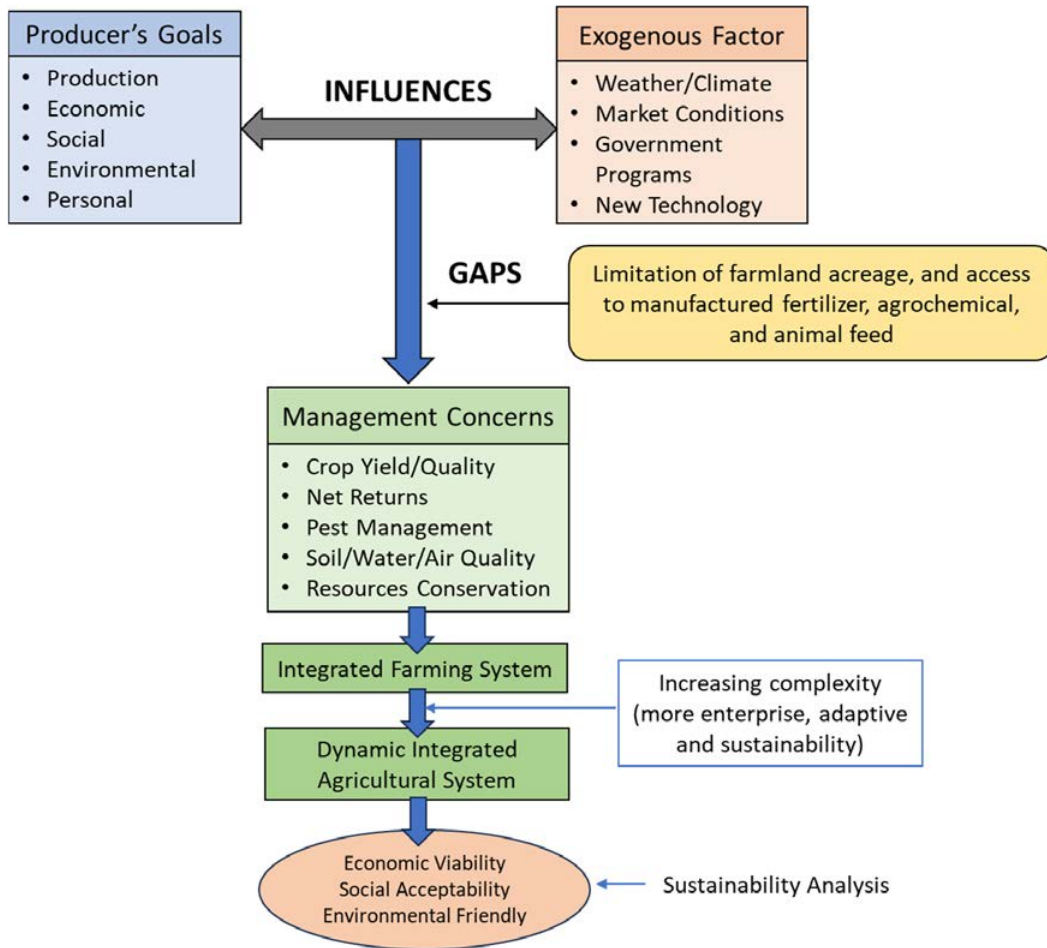 Producer's Goals
• Production
• Economic
• Social
• Environmental
• Personal
INFLUENCES
Exogenous Factor
• Weather/Climate
• Market Conditions
• Government
Programs
• New Technology
GAPS
Limitation of farmland acreage, and access
to manufactured fertilizer, agrochemical,
and animal feed
Management Concerns
• Crop Yield/Quality
• Net Returns
• Pest Management
• Soil/Water/Air Quality
• Resources Conservation
Integrated Farming System
Increasing complexity
(more enterprise, adaptive
and sustainability)
Dynamic Integrated
Agricultural System
Economic Viability
Social Acceptability
Environmental Friendly
Sustainability Analysis